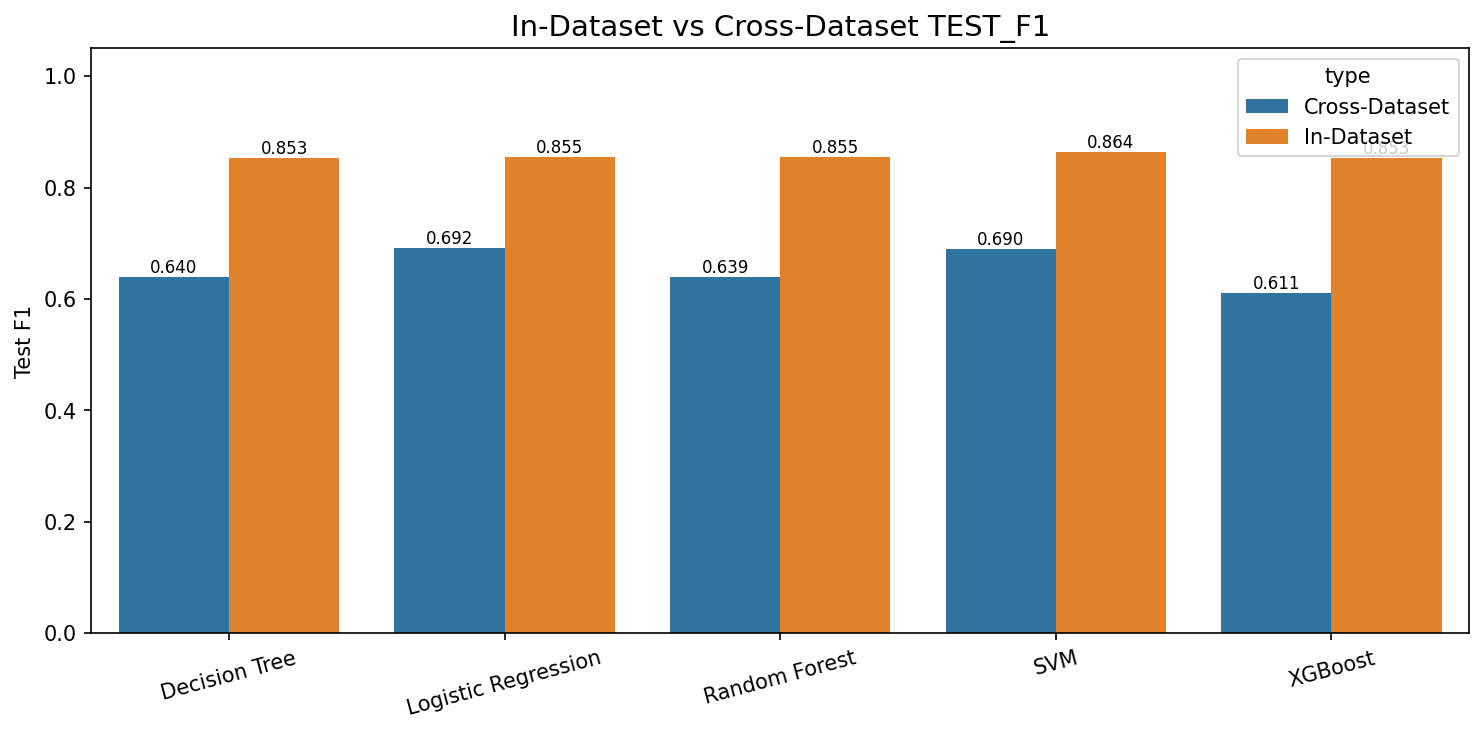 In-Dataset vs Cross-Dataset TEST_F1
type
Cross-Dataset
In-Dataset
Test F1
1.0
0.8
0.6
0.4
0.2
0.0
0.640
0.853
0.692
0.855
0.639
0.855
0.690
0.864
0.611
0.853
Decision Tree
Logistic Regression
Random Forest
SVM
XGBoost